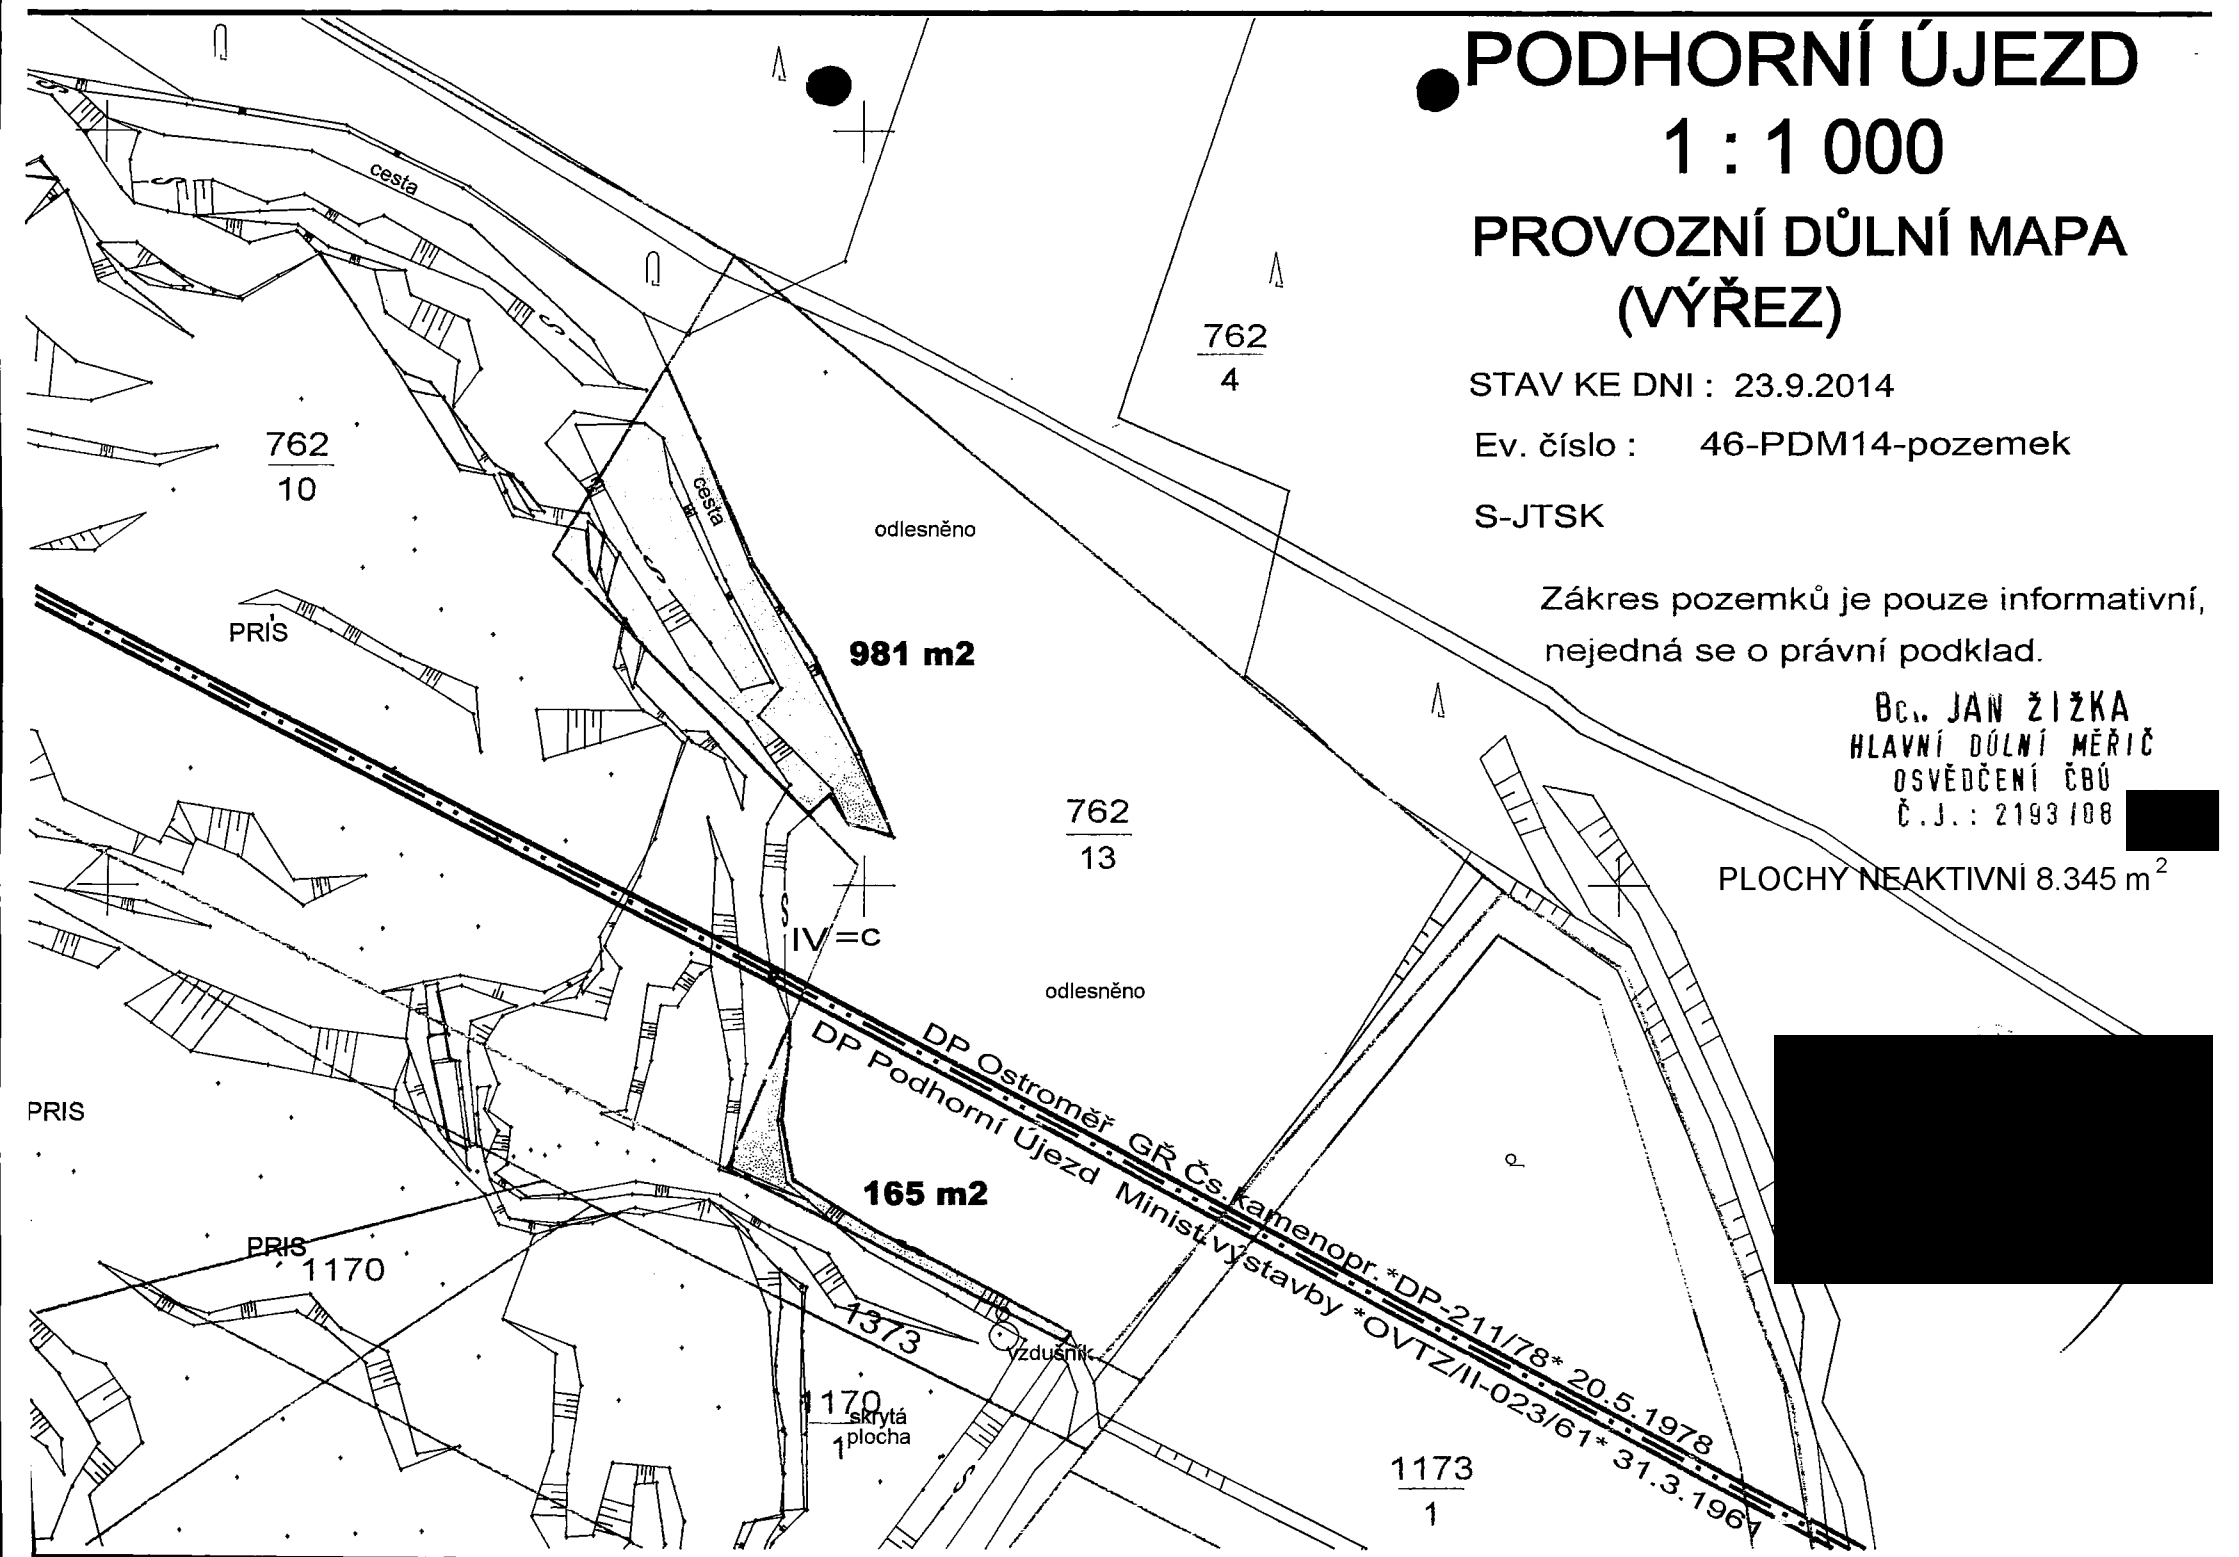 PODHORNÍ ÚJEZD
1 : 1 000
PROVOZNÍ DŮLNÍ MAPA
(VÝŘEZ)
STAV KE DNI : 23.9.2014
Ev. číslo : 46-PDM14-pozemek
S-JTSK
Zákres pozemků je pouze informativní,
nejedná se o právní podklad.
Bc. JAN ŽIŽKA
HLAVNÍ DŮLNÍ MĚŘIČ
OSVĚDČENÍ ČBÚ
Č.J.: 2193/08
PLOCHY NEAKTIVNÍ 8.345 m²
S
S
cesta
S
762
4
762
10
cesta
odlesněno
S
PRIS
981 m2
762
13
S
IV=c
odlesněno
DP Ostroměř GŘ Čs.kamenopr.*DP-211/78* 20.5.1978
DP Podhorní Újezd Minist.výstavby *OVTZ/II-023/61* 31.3.1961
PRIS
165 m2
PRIS
1170
1373
vzdušník
1170
1
skrytá
plocha
S
1173
1